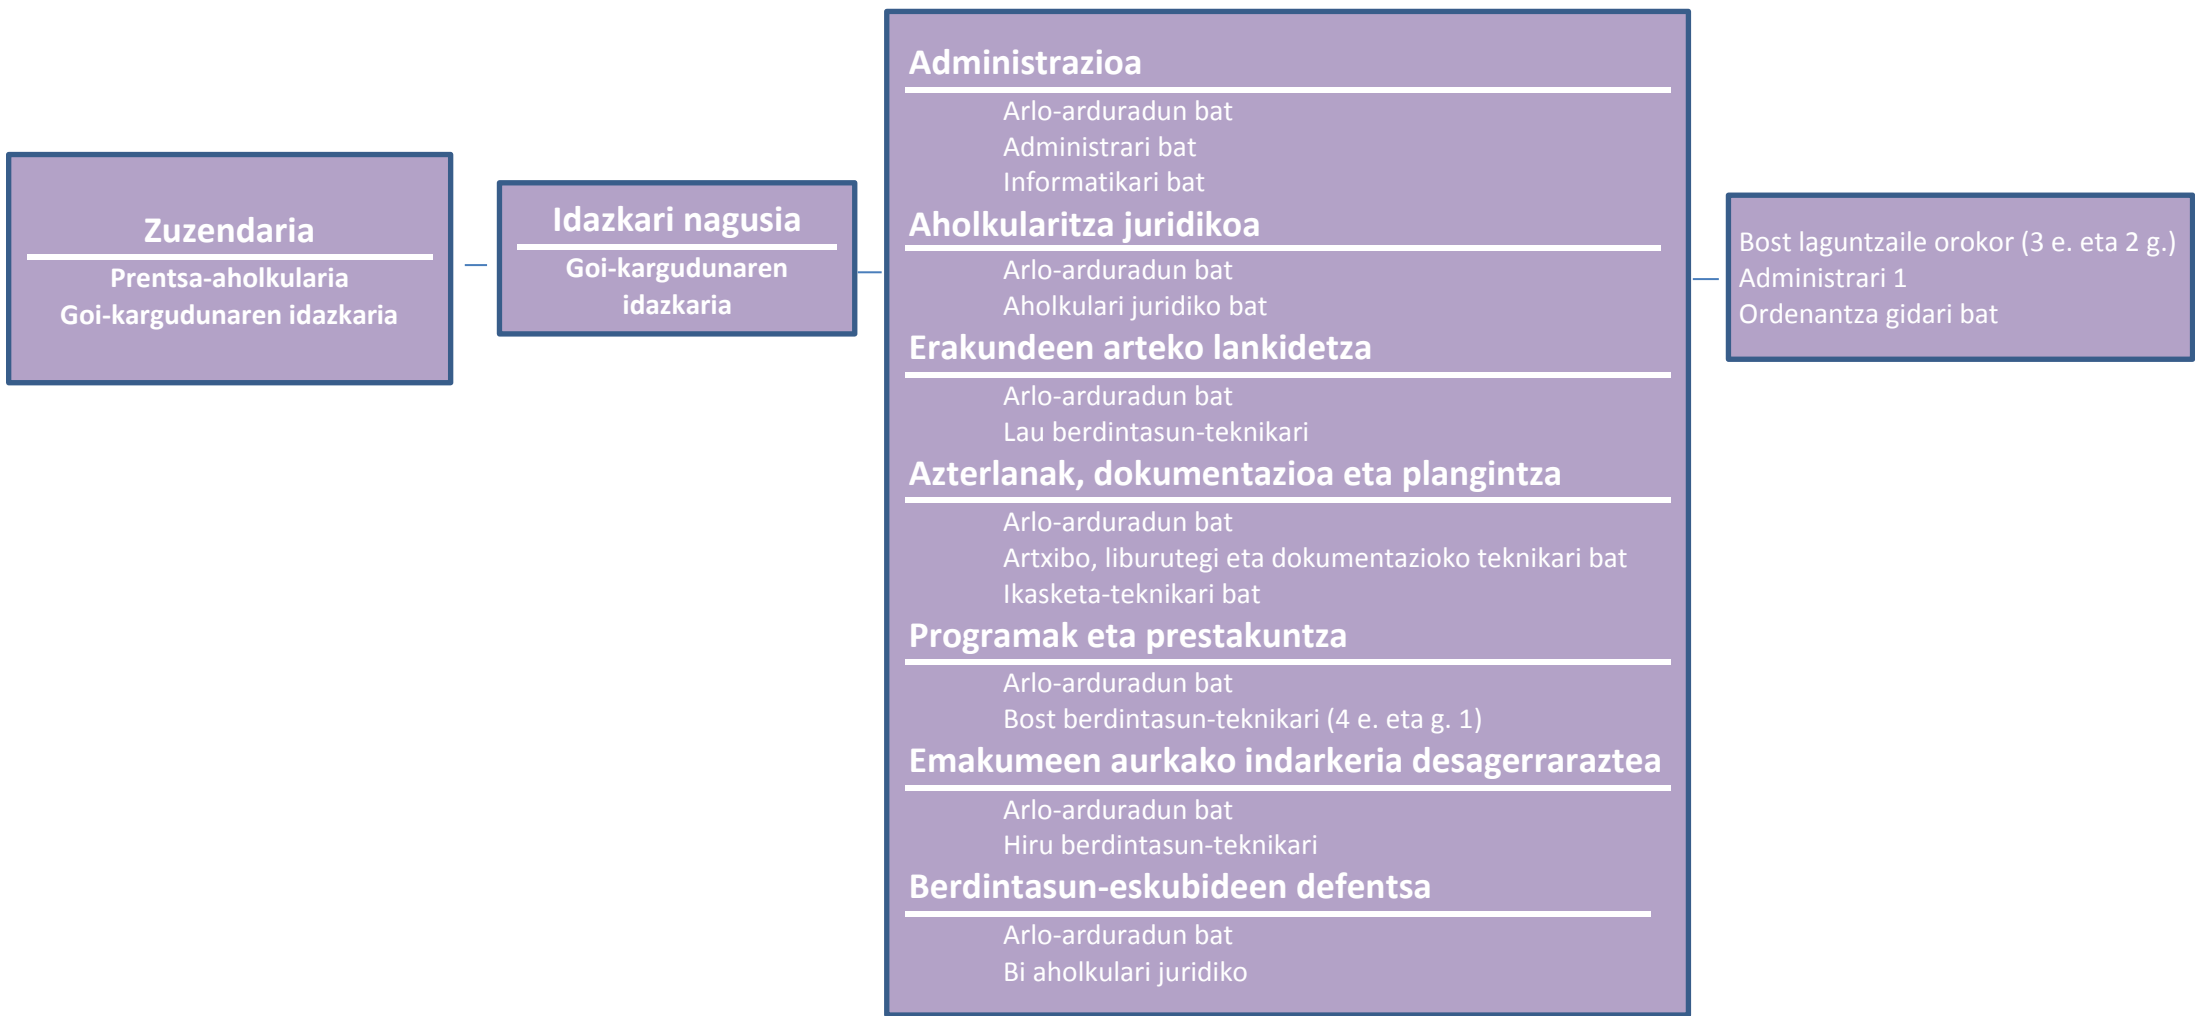 Zuzendaria
Prentsa-aholkularia
Goi-kargudunaren idazkaria
Idazkari nagusia
Goi-kargudunaren
idazkaria
Administrazioa
Arlo-arduradun bat
Administrari bat
Informatikari bat
Aholkularitza juridikoa
Arlo-arduradun bat
Aholkulari juridiko bat
Erakundeen arteko lankidetza
Arlo-arduradun bat
Lau berdintasun-teknikari
Azterlanak, dokumentazioa eta plangintza
Arlo-arduradun bat
Artxibo, liburutegi eta dokumentazioko teknikari bat
Ikasketa-teknikari bat
Programak eta prestakuntza
Arlo-arduradun bat
Bost berdintasun-teknikari (4 e. eta g. 1)
Emakumeen aurkako indarkeria desagerraraztea
Arlo-arduradun bat
Hiru berdintasun-teknikari
Berdintasun-eskubideen defentsa
Arlo-arduradun bat
Bi aholkulari juridiko
Bost laguntzaile orokor (3 e. eta 2 g.)
Administrari 1
Ordenantza gidari bat